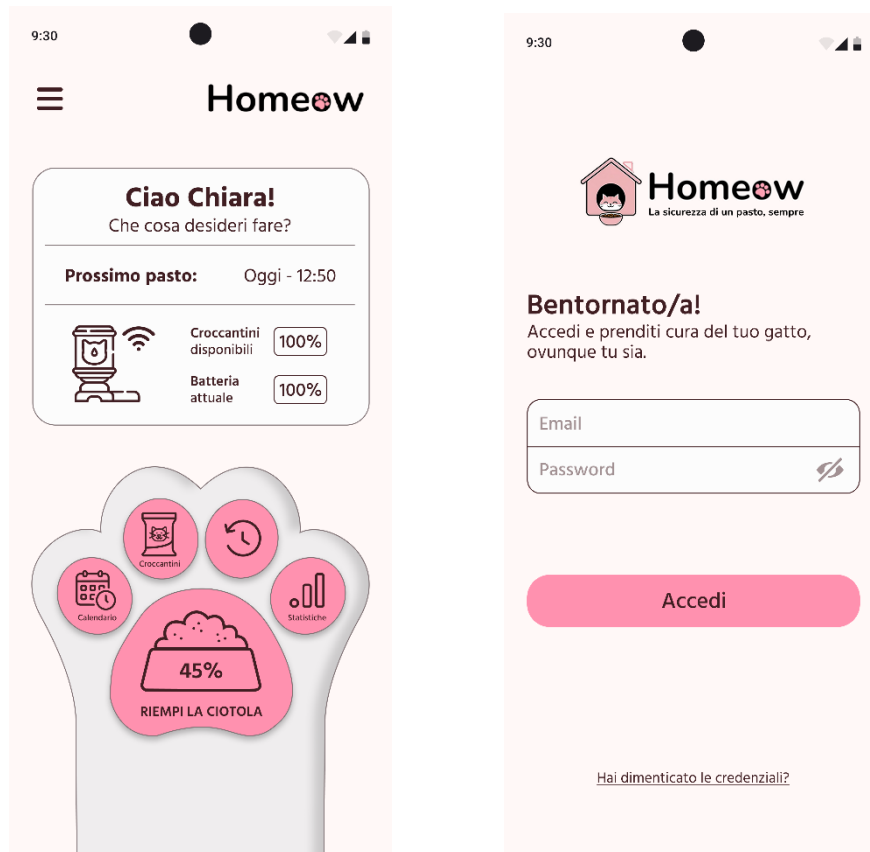 9:30
Homeow
Ciao Chiara!
Che cosa desideri fare?
Prossimo pasto: Oggi - 12:50
Croccantini
disponibili
100%
Batteria
attuale
100%
Croccantini
Calendario
Statistiche
45%
RIEMPI LA CIOTOLA
9:30
Homeow
La sicurezza di un pasto, sempre
Bentornato/a!
Accedi e prenditi cura del tuo gatto,
ovunque tu sia.
Email
Password
Accedi
Hai dimenticato le credenziali?